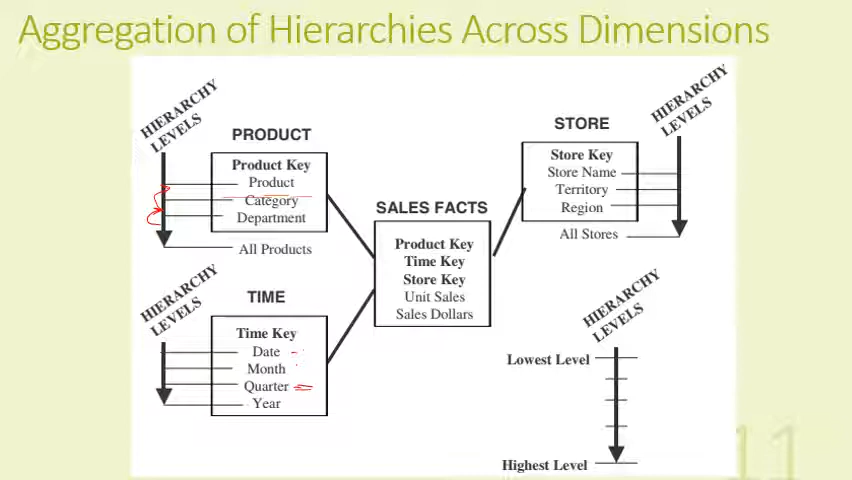 Aggregation of Hierarchies Across Dimensions
HIERARCHY
LEVELS
PRODUCT
Product Key
Product
Category
Department
All Products
HIERARCHY
LEVELS
TIME
Time Key
Date
Month
Quarter
Year
SALES FACTS
Product Key
Time Key
Store Key
Unit Sales
Sales Dollars
STORE
Store Key
Store Name
Territory
Region
All Stores
HIERARCHY
LEVELS
HIERARCHY
LEVELS
Lowest Level
Highest Level
11